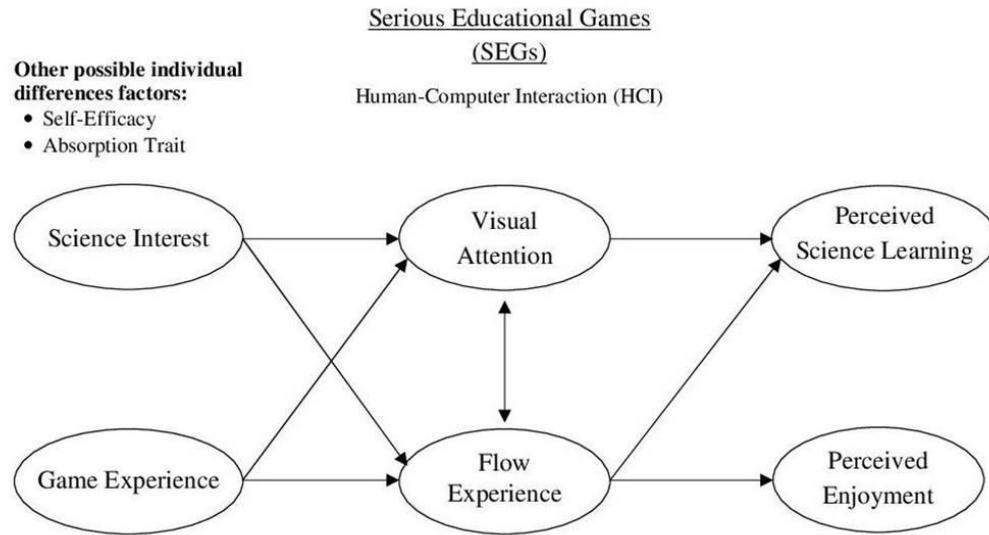 Serious Educational Games
(SEGs)
Human-Computer Interaction (HCI)
Other possible individual
differences factors:
• Self-Efficacy
• Absorption Trait
Science Interest
Visual
Attention
Perceived
Science Learning
Game Experience
Flow
Experience
Perceived
Enjoyment